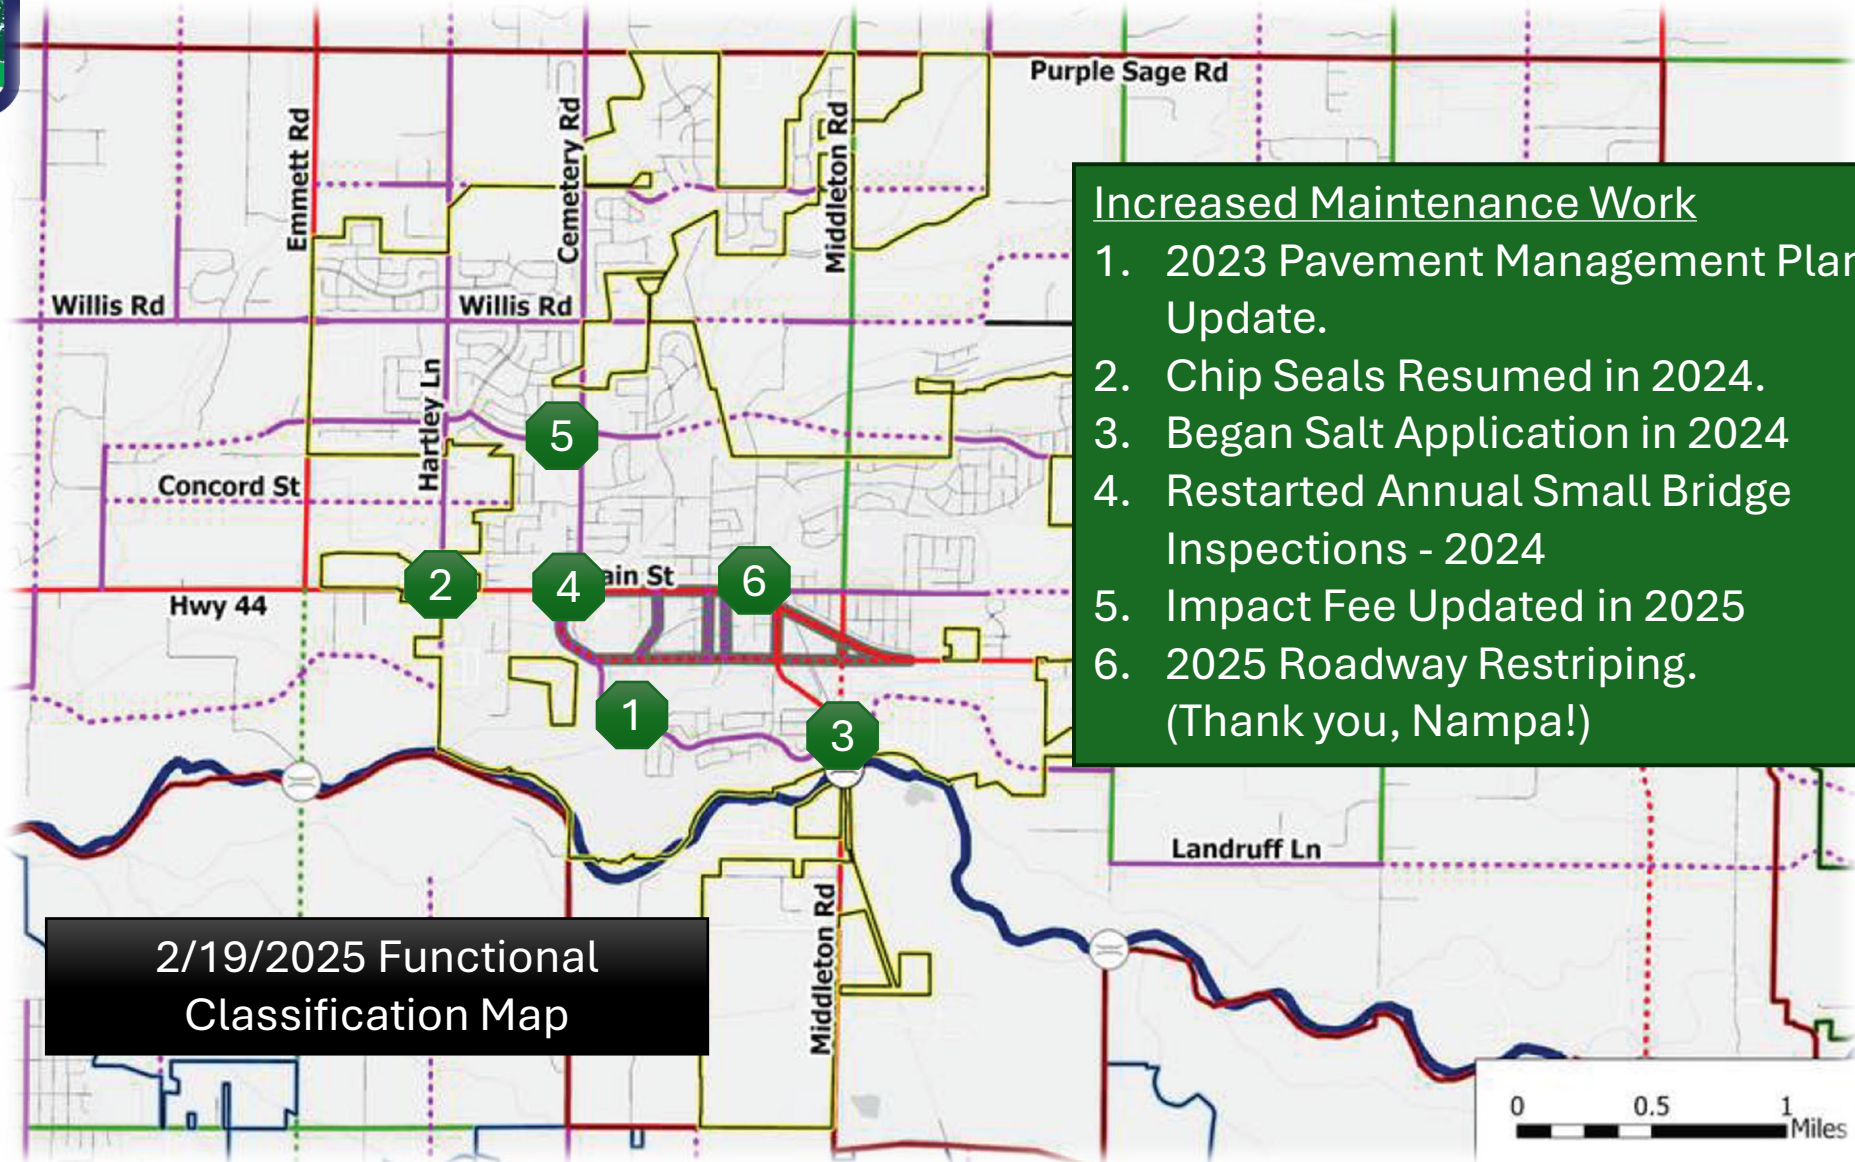 Purple Sage Rd
Emmett Rd
Cemetery Rd
Middleton Rd
Increased Maintenance Work
1. 2023 Pavement Management Plan
Update.
2. Chip Seals Resumed in 2024.
3. Began Salt Application in 2024
4. Restarted Annual Small Bridge
Inspections - 2024
5. Impact Fee Updated in 2025
6. 2025 Roadway Restriping.
(Thank you, Nampa!)
Willis Rd
Willis Rd
Hartley Ln
5
Concord St
2
4
ain St
6
Hwy 44
1
3
Landruff Ln
Middleton Rd
2/19/2025 Functional
Classification Map
0 0.5 1
Miles